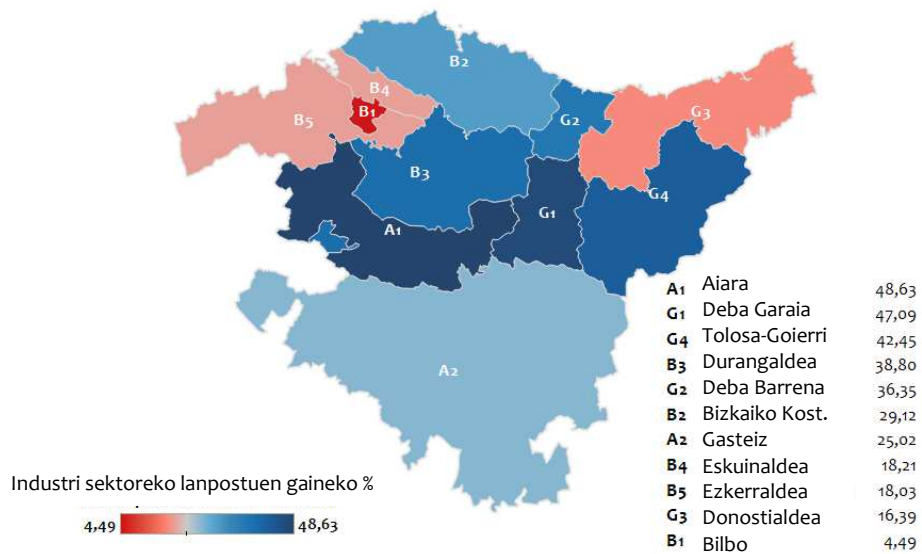 B2
B4
B1
B5
G2
G3
B3
G4
G1
A1
A2
A1 Aiara 48,63
G1 Deba Garaia 47,09
G4 Tolosa-Goierri 42,45
B3 Durangaldea 38,80
G2 Deba Barrena 36,35
B2 Bizkaiko Kost. 29,12
A2 Gasteiz 25,02
B4 Eskuinaldea 18,21
B5 Ezkerraldea 18,03
G3 Donostialdea 16,39
B1 Bilbo 4,49
Industri sektoreko lanpostuen gaineko %
4,49 48,63